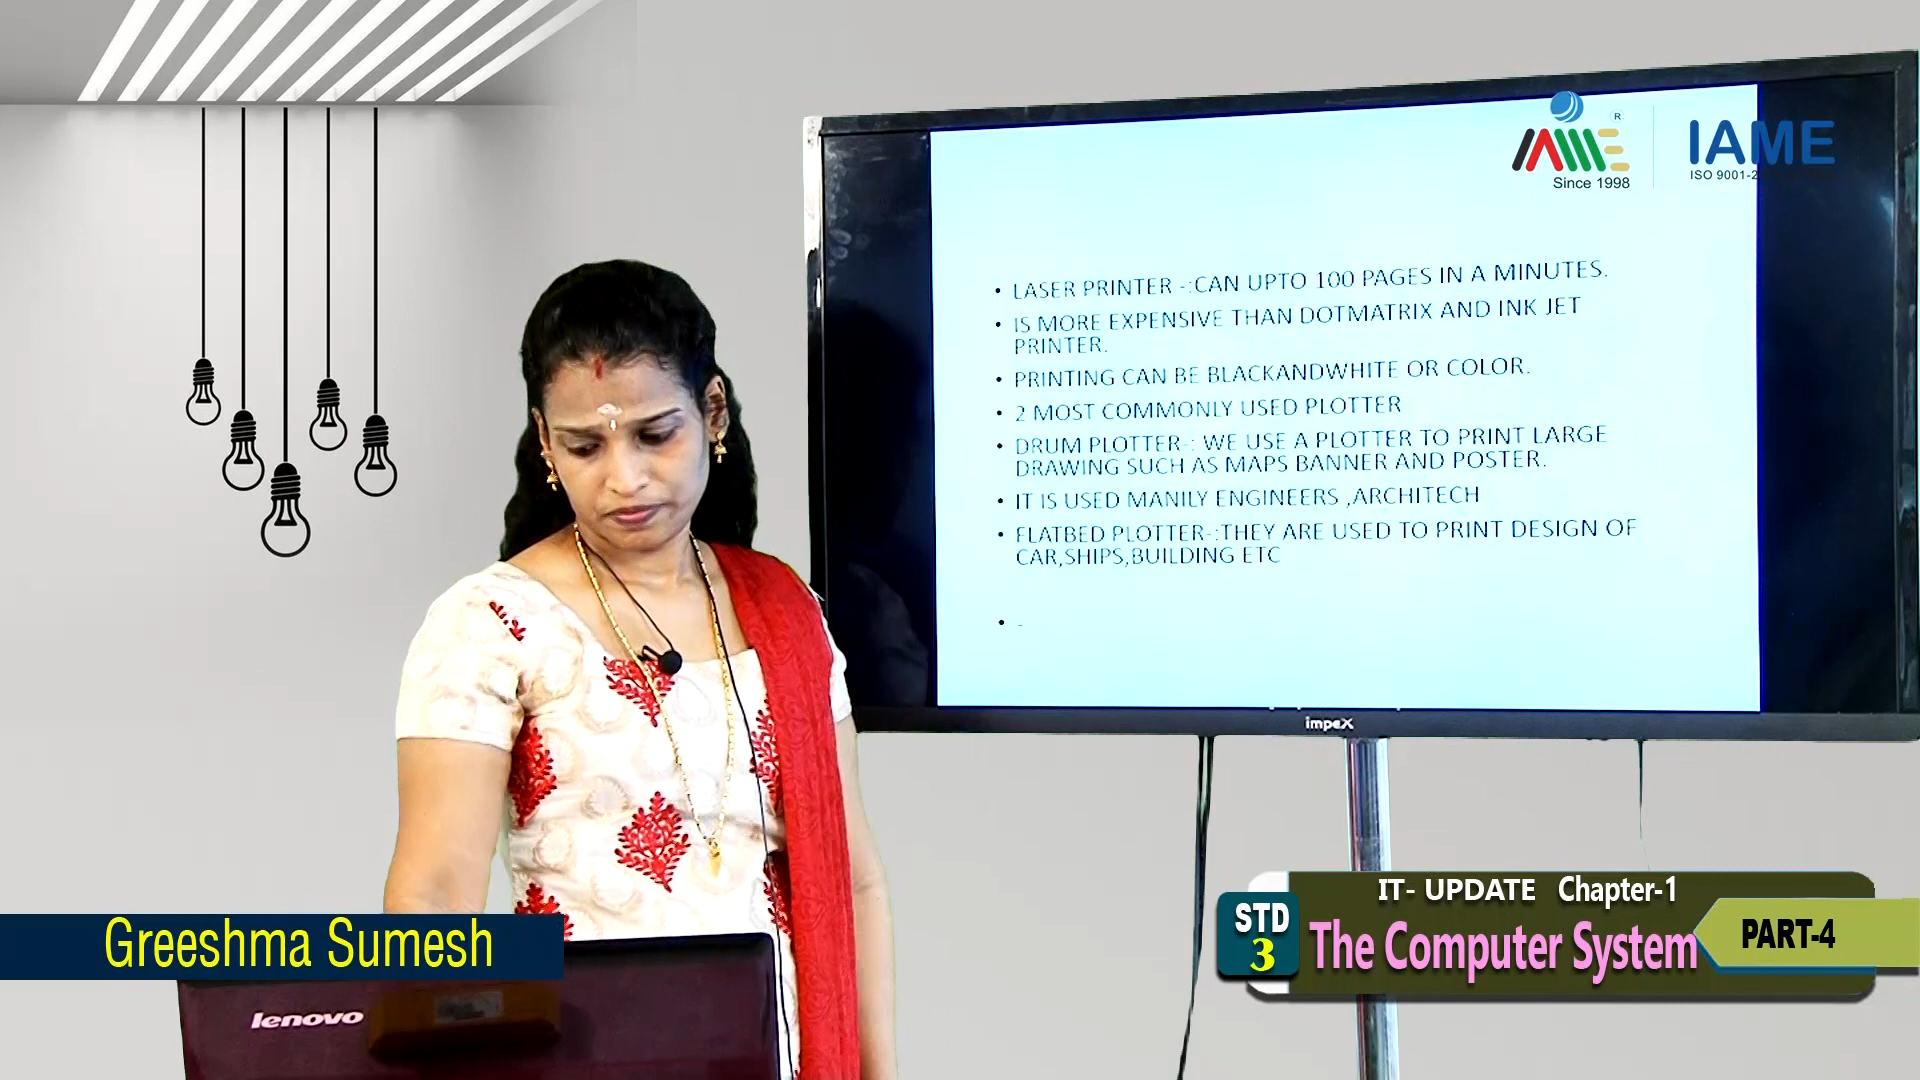 Since 1998
R
IAME
ISO 9001-2
• LASER PRINTER -:CAN UPTO 100 PAGES IN A MINUTES.
• IS MORE EXPENSIVE THAN DOTMATRIX AND INK JET
PRINTER.
• PRINTING CAN BE BLACKANDWHITE OR COLOR.
• 2 MOST COMMONLY USED PLOTTER
• DRUM PLOTTER-: WE USE A PLOTTER TO PRINT LARGE
DRAWING SUCH AS MAPS BANNER AND POSTER.
• IT IS USED MANILY ENGINEERS ,ARCHITECH
• FLATBED PLOTTER-:THEY ARE USED TO PRINT DESIGN OF
CAR,SHIPS,BUILDING ETC
• -
impex
IT- UPDATE Chapter-1
STD
3
The Computer System
PART-4
Greeshma Sumesh
lenovo